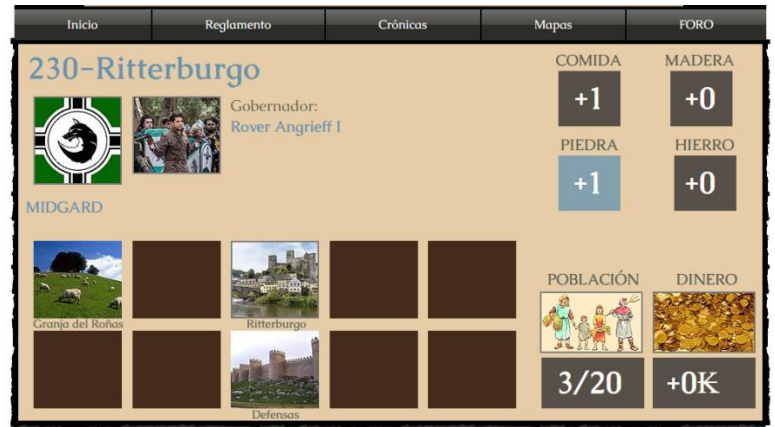 Inicio
Reglamento
Crónicas
Mapas
FORO
230-Ritterburgo
Gobernador:
Rover Angrieff I
MIDGARD
COMIDA
MADERA
+1
+0
PIEDRA
HIERRO
+1
+0
Granja del Roñas
Ritterburgo
Defensas
POBLACIÓN
DINERO
3/20
+0K